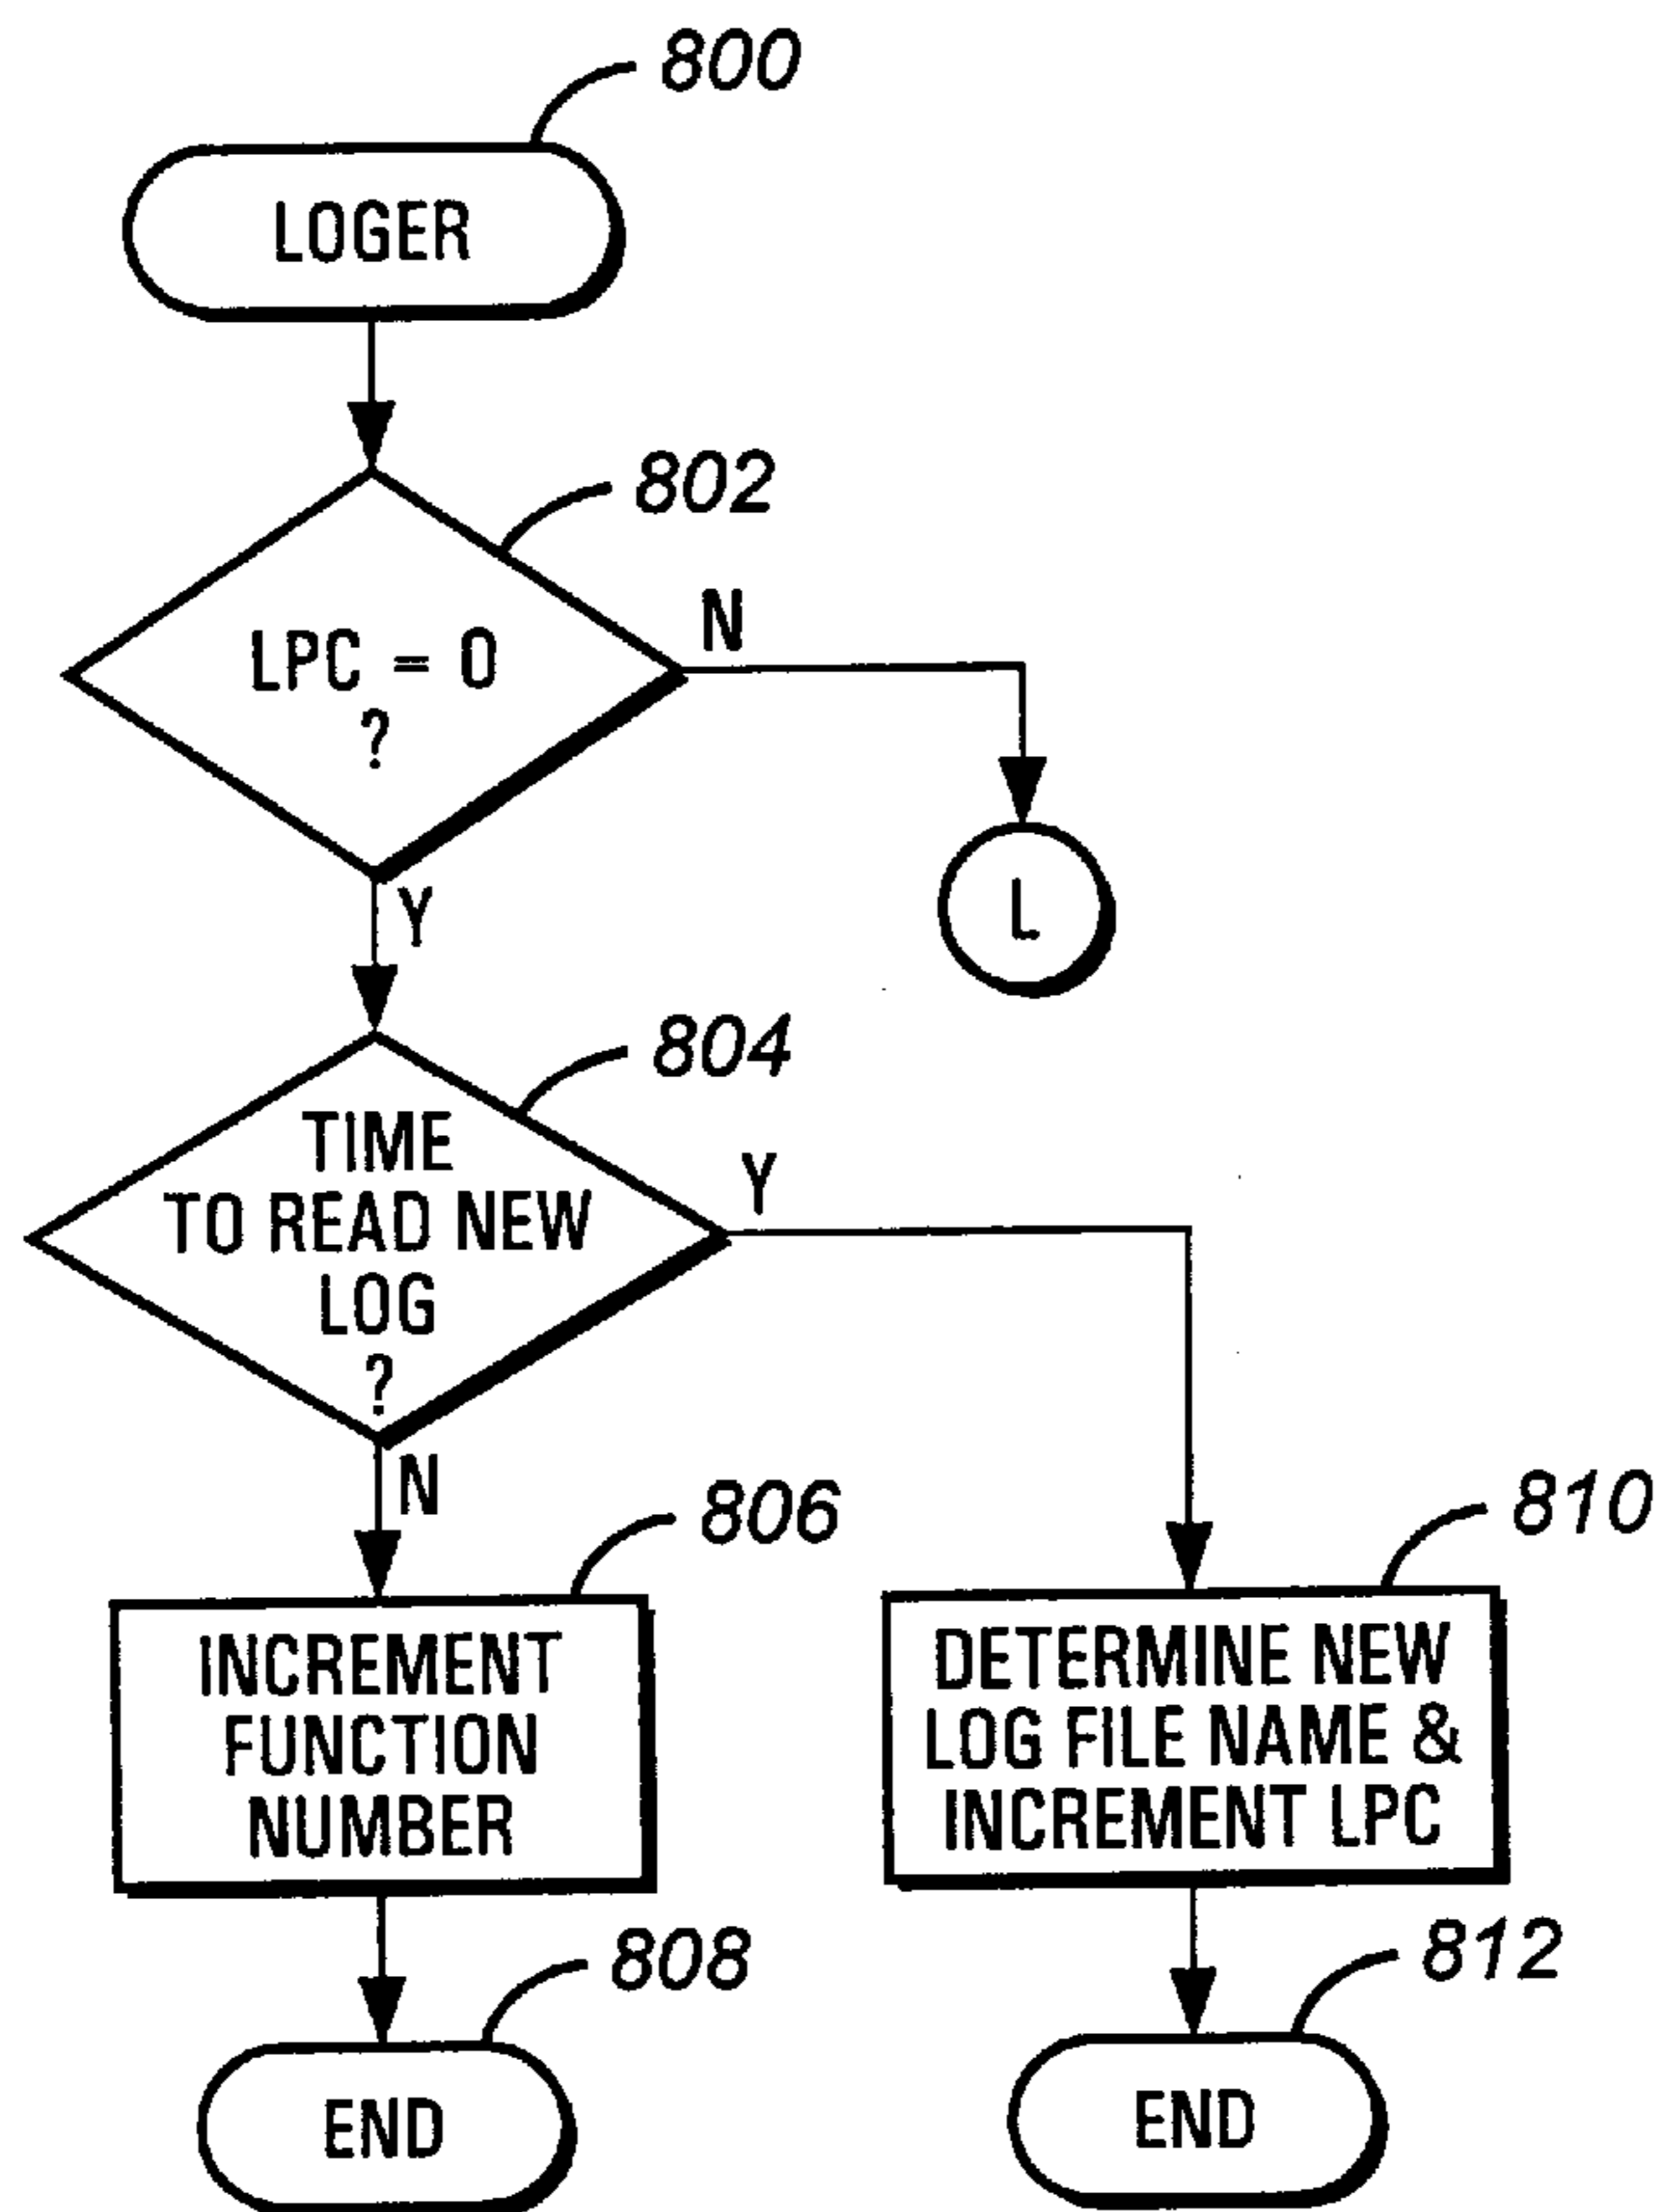 800
LOGER
802
LPC = 0
?
N
Y
L
804
TIME
TO READ NEW
LOG
?
Y
N
806
INCREMENT
FUNCTION
NUMBER
810
DETERMINE NEW
LOG FILE NAME &
INCREMENT LPC
808
END
812
END